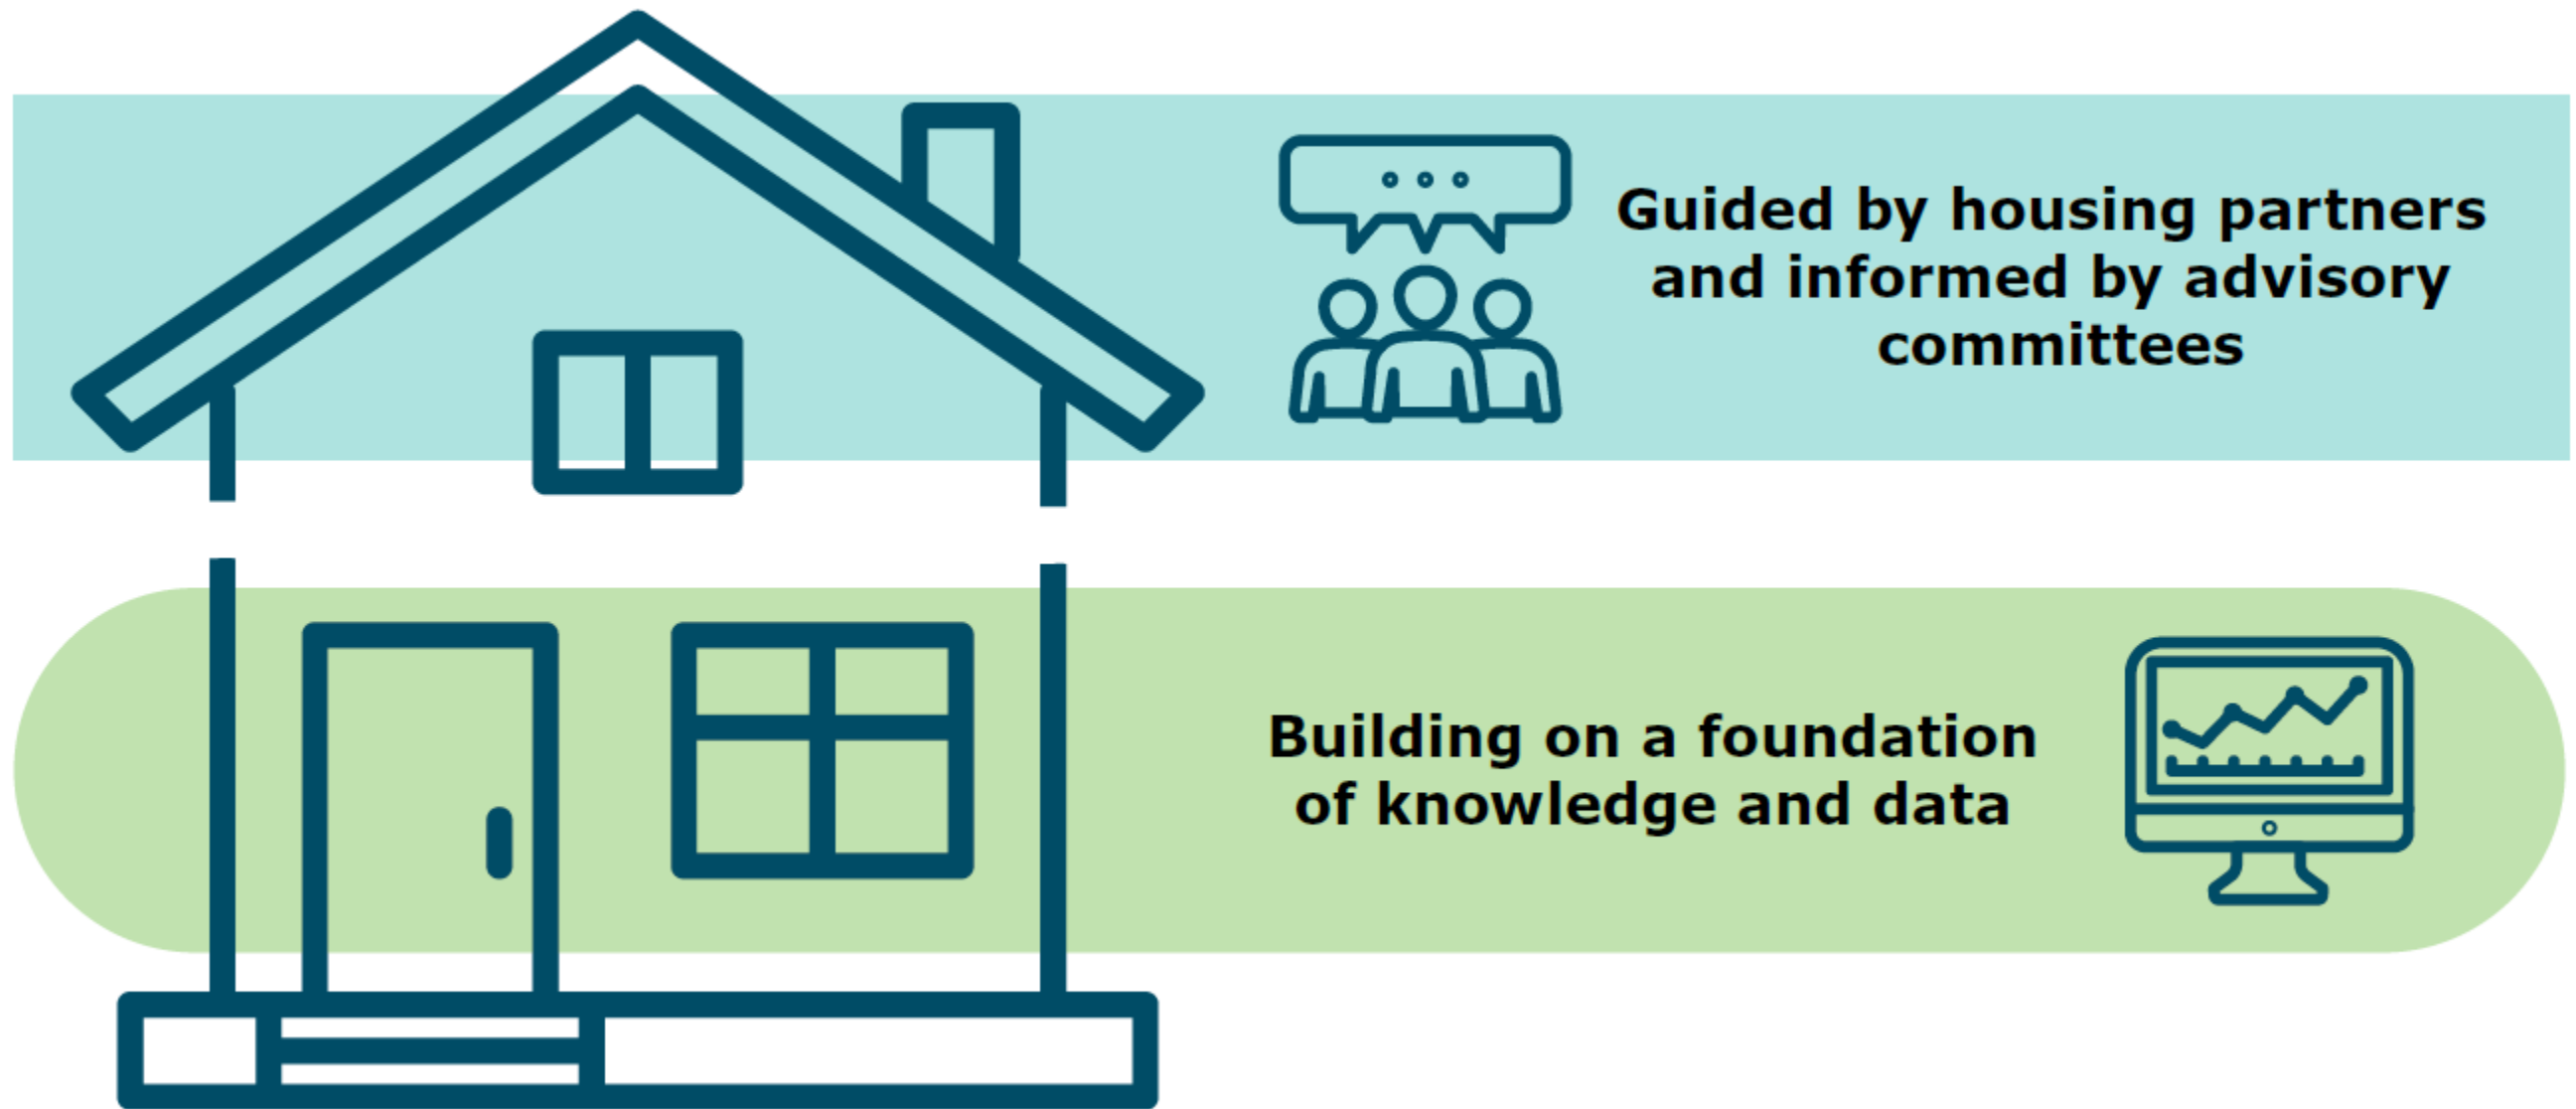 Guided by housing partners
and informed by advisory
committees
Building on a foundation
of knowledge and data